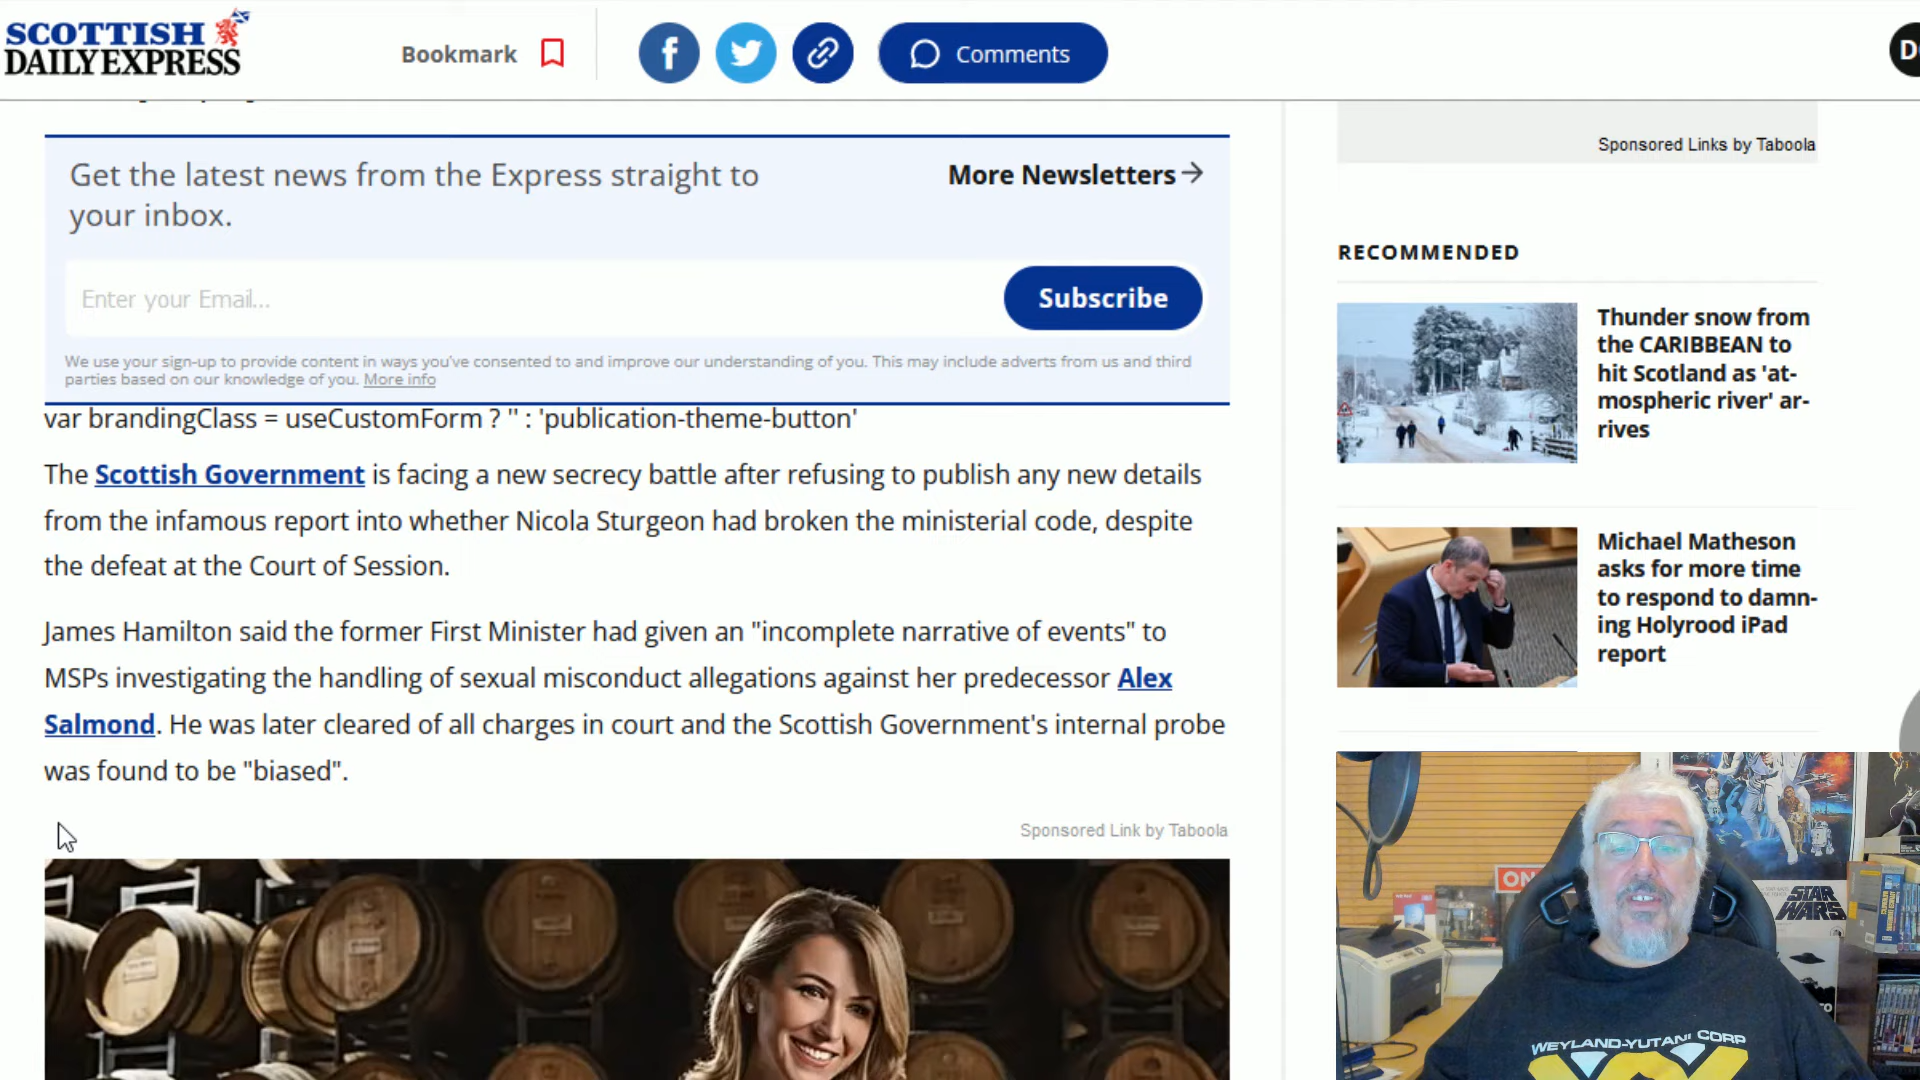 SCOTTISH
DAILY EXPRESS
Bookmark
Comments
Get the latest news from the Express straight to
your inbox.
More Newsletters
Enter your Email...
Subscribe
We use your sign-up to provide content in ways you've consented to and improve our understanding of you. This may include adverts from us and third
parties based on our knowledge of you. More info
var brandingClass = useCustomForm ? '' : 'publication-theme-button'
The Scottish Government is facing a new secrecy battle after refusing to publish any new details
from the infamous report into whether Nicola Sturgeon had broken the ministerial code, despite
the defeat at the Court of Session.
James Hamilton said the former First Minister had given an "incomplete narrative of events" to
MSPs investigating the handling of sexual misconduct allegations against her predecessor Alex
Salmond. He was later cleared of all charges in court and the Scottish Government's internal probe
was found to be "biased".
Sponsored Link by Taboola
Sponsored Links by Taboola
RECOMMENDED
Thunder snow from
the CARIBBEAN to
hit Scotland as 'at-
mospheric river' ar-
rives
Michael Matheson
asks for more time
to respond to damn-
ing Holyrood iPad
report
STAR
WARS
WEYLAND-YUTANI CORP